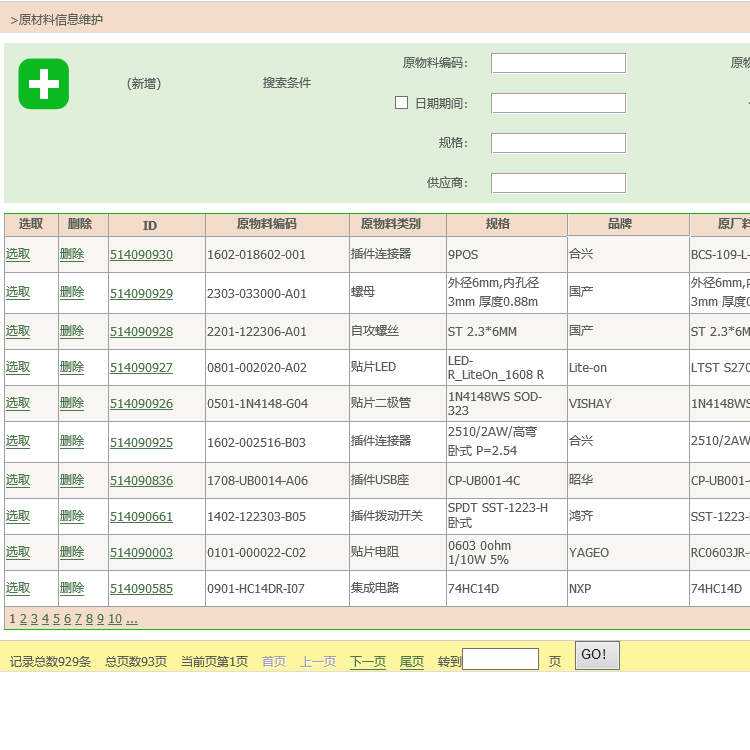 >原材料信息维护
原物料编码: 原物
(新增) 搜索条件
日期期间:
规格:
供应商:
选取 删除 ID 原物料编码 原物料类别 规格 品牌 原厂料
选取 删除 514090930 1602-018602-001 插件连接器 9POS 合兴 BCS-109-L-
选取 删除 514090929 2303-033000-A01 螺母 外径6mm,内孔径 国产 外径6mm,内
3mm 厚度0.88m 3mm 厚度0
选取 删除 514090928 2201-122306-A01 自攻螺丝 ST 2.3*6MM 国产 ST 2.3*6M
选取 删除 514090927 0801-002020-A02 贴片LED LED- Lite-on LTST S270
R_LiteOn_1608 R
选取 删除 514090926 0501-1N4148-G04 贴片二极管 1N4148WS SOD- VISHAY 1N4148WS
323
选取 删除 514090925 1602-002516-B03 插件连接器 2510/2AW/高弯 合兴 2510/2AW
卧式 P=2.54
选取 删除 514090836 1708-UB0014-A06 插件USB座 CP-UB001-4C 昭华 CP-UB001-
选取 删除 514090661 1402-122303-B05 插件拨动开关 SPDT SST-1223-H 鸿齐 SST-1223-
卧式
选取 删除 514090003 0101-000022-C02 贴片电阻 0603 0ohm YAGEO RC0603JR-
1/10W 5%
选取 删除 514090585 0901-HC14DR-I07 集成电路 74HC14D NXP 74HC14D
1 2 3 4 5 6 7 8 9 10 ...
记录总数929条 总页数93页 当前页第1页 首页 上一页 下一页 尾页 转到 页 GO!